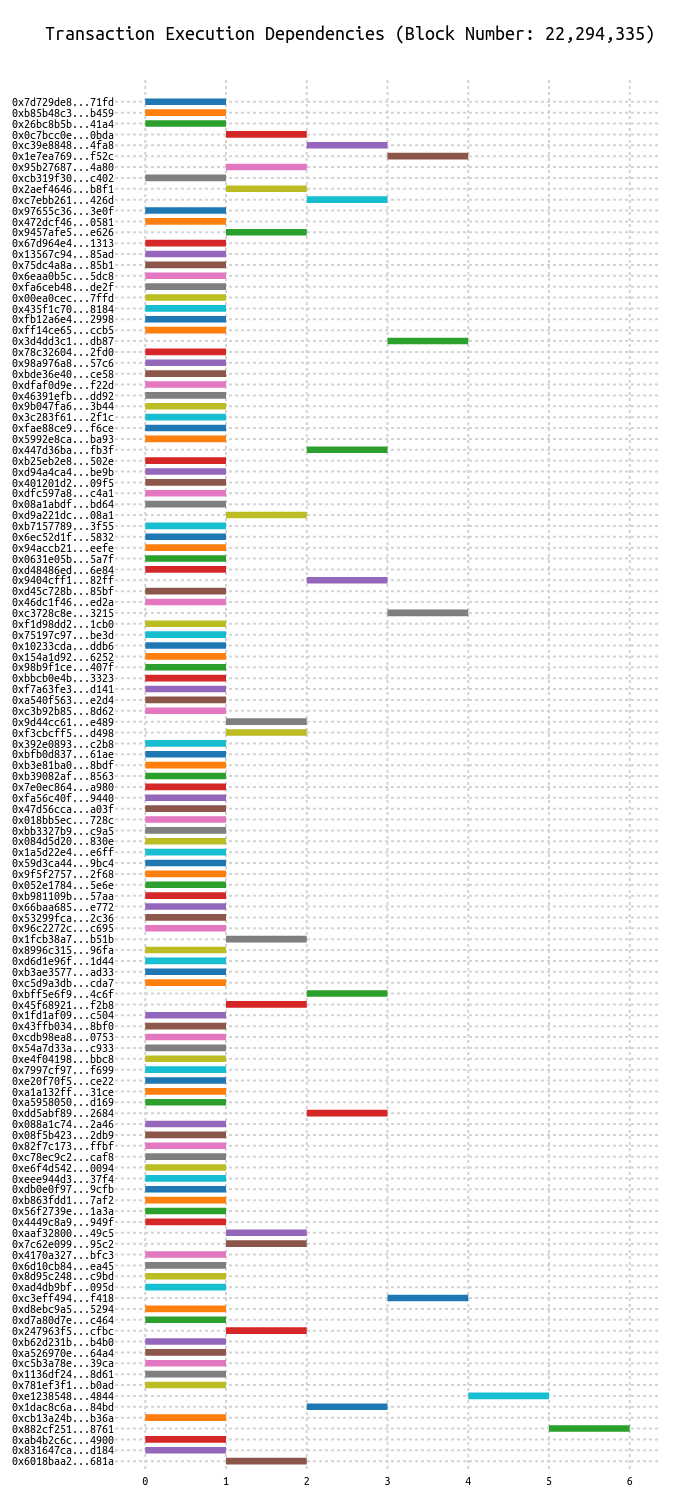 Transaction Execution Dependencies (Block Number: 22,294,335)
0x7d729de8...71fd
0xb85b48c3...b459
0x26bc8b5b...41a4
0x0c7bcc0e...0bda
0xc39e8848...4fa8
0x1e7ea769...f52c
0x95b27687...4a80
0xcb319f30...c402
0x2aef4646...b8f1
0xc7ebb261...426d
0x97655c36...3e0f
0x472dcf46...0581
0x9457afe5...e626
0x67d964e4...1313
0x13567c94...85ad
0x75dc4a8a...85b1
0x6eaa0b5c...5dc8
0xfa6ceb48...de2f
0x00ea0cec...7ffd
0x435f1c70...8184
0xfb12a6e4...2998
0xff14ce65...ccb5
0x3d4dd3c1...db87
0x78c32604...2fd0
0x98a976a8...57c6
0xbde36e40...ce58
0xdfaf0d9e...f22d
0x46391efb...dd92
0x9b047fa6...3b44
0x3c283f61...2f1c
0xfae88ce9...f6ce
0x5992e8ca...ba93
0x447d36ba...fb3f
0xb25eb2e8...502e
0xd94a4ca4...be9b
0x401201d2...09f5
0xdfc597a8...c4a1
0x08a1abdf...bd64
0xd9a221dc...08a1
0xb7157789...3f55
0x6ec52d1f...5832
0x94accb21...eefe
0x0631e05b...5a7f
0xd48486ed...6e84
0x9404cff1...82ff
0xd45c728b...85bf
0x46dc1f46...ed2a
0xc3728c8e...3215
0xf1d98dd2...1cb0
0x75197c97...be3d
0x10233cda...ddb6
0x154a1d92...6252
0x98b9f1ce...407f
0xbbcb0e4b...3323
0xf7a63fe3...d141
0xa540f563...e2d4
0xc3b92b85...8d62
0x9d44cc61...e489
0xf3cbcff5...d498
0x392e0893...c2b8
0xbfb0d837...61ae
0xb3e81ba0...8bdf
0xb39082af...8563
0x7e0ec864...a980
0xfa56c40f...9440
0x47d56cca...a03f
0x018bb5ec...728c
0xbb3327b9...c9a5
0x084d5d20...830e
0x1a5d22e4...e6ff
0x59d3ca44...9bc4
0x9f5f2757...2f68
0x052e1784...5e6e
0xb981109b...57aa
0x66baa685...e772
0x53299fca...2c36
0x96c2272c...c695
0x1fcb38a7...b51b
0x8996c315...96fa
0xd6d1e96f...1d44
0xb3ae3577...ad33
0xc5d9a3db...cda7
0xbff5e6f9...4c6f
0x45f68921...f2b8
0x1fd1af09...c504
0x43ffb034...8bf0
0xcdb98ea8...0753
0x54a7d33a...c933
0xe4f04198...bbc8
0x7997cf97...f699
0xe20f70f5...ce22
0xa1a132ff...31ce
0xa5958050...d169
0xdd5abf89...2684
0x088a1c74...2a46
0x08f5b423...2db9
0x82f7c173...ffbf
0xc78ec9c2...caf8
0xe6f4d542...0094
0xeee944d3...37f4
0xdb0e0f97...9cfb
0xb863fdd1...7af2
0x56f2739e...1a3a
0x4449c8a9...949f
0xaaf32800...49c5
0x7c62e099...95c2
0x4170a327...bfc3
0x6d10cb84...ea45
0x8d95c248...c9bd
0xad4db9bf...095d
0xc3eff494...f418
0xd8ebc9a5...5294
0xd7a80d7e...c464
0x247963f5...cfbc
0xb62d231b...b4b0
0xa526970e...64a4
0xc5b3a78e...39ca
0x1136df24...8d61
0x781ef3f1...b0ad
0xe1238548...4844
0x1dac8c6a...84bd
0xcb13a24b...b36a
0x882cf251...8761
0xab4b2c6c...4900
0x831647ca...d184
0x6018baa2...681a
0 1 2 3 4 5 6